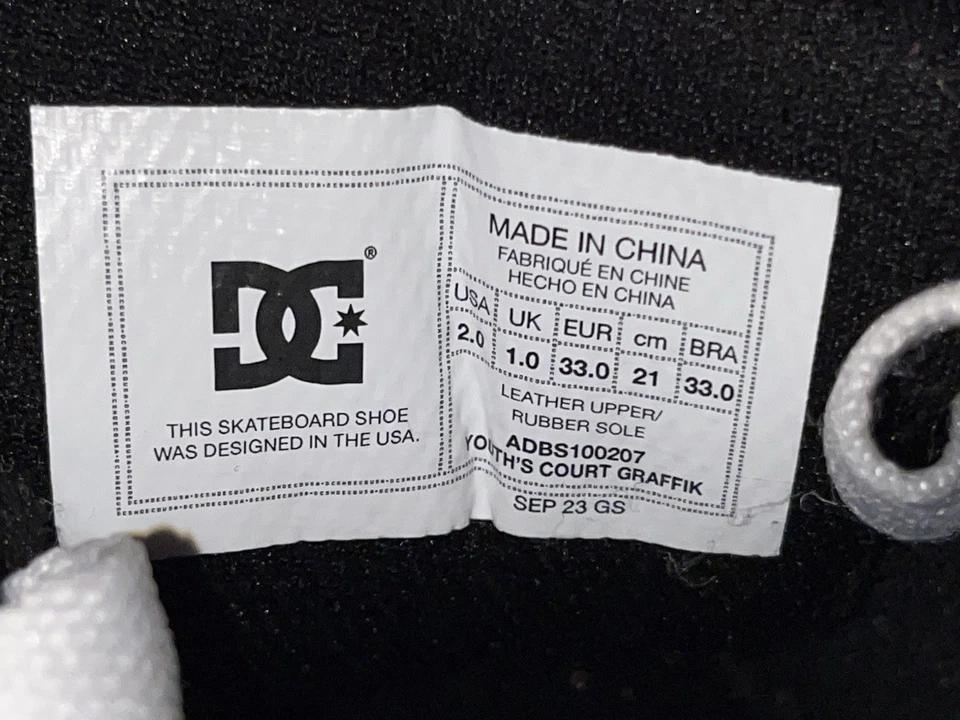 DC®
THIS SKATEBOARD SHOE
WAS DESIGNED IN THE USA.
MADE IN CHINA
FABRIQUÉ EN CHINE
HECHO EN CHINA
USA UK EUR cm BRA
2.0 1.0 33.0 21 33.0
LEATHER UPPER/
RUBBER SOLE
ADBS100207
YOUTH'S COURT GRAFFIK
SEP 23 GS